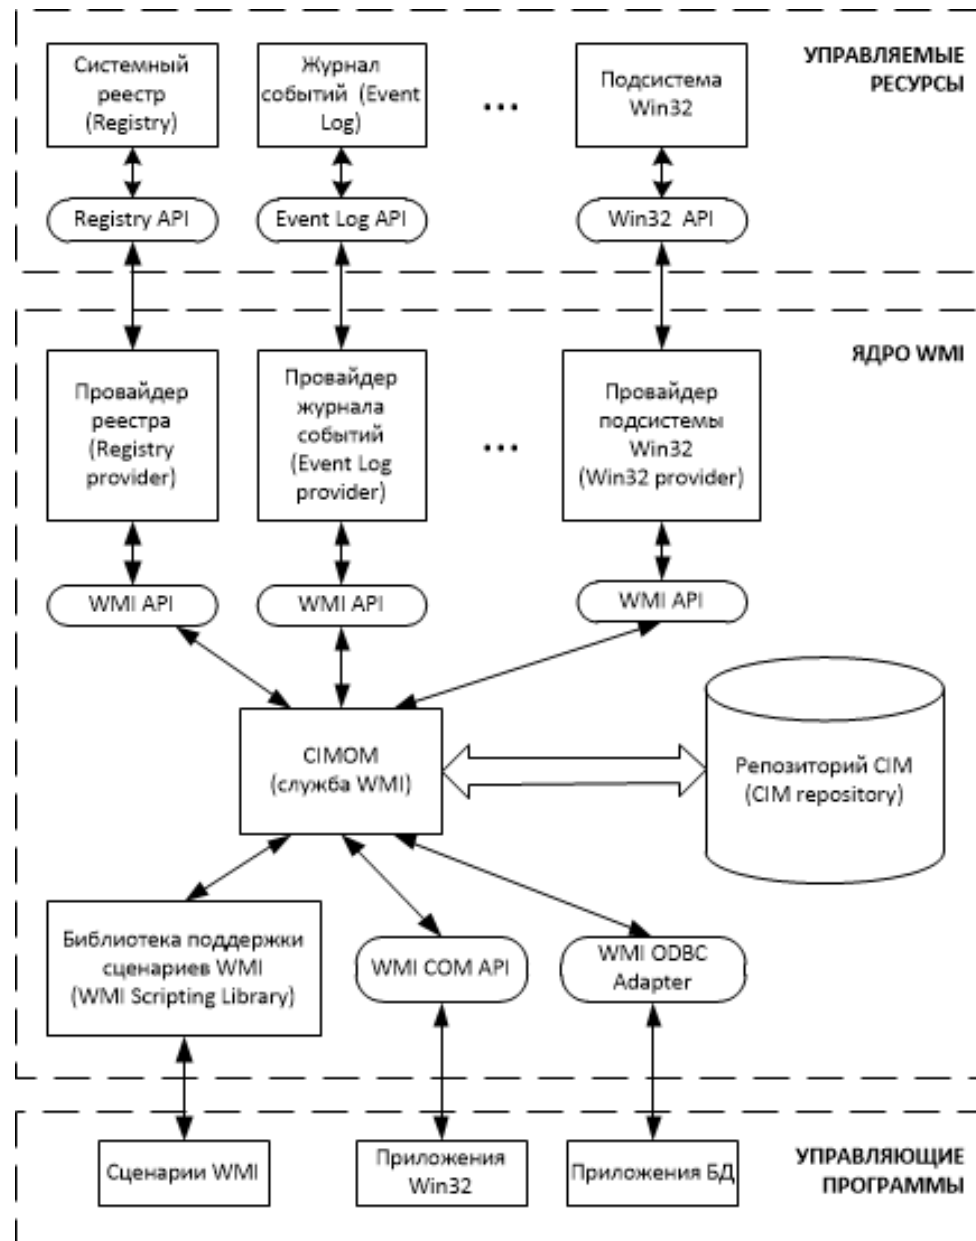 УПРАВЛЯЕМЫЕ
РЕСУРСЫ
Системный
реестр
(Registry)
Журнал
событий (Event
Log)
...
Подсистема
Win32
Registry API
Event Log API
Win32 API
ЯДРО WMI
Провайдер
реестра
(Registry
provider)
Провайдер
журнала
событий
(Event Log
provider)
...
Провайдер
подсистемы
Win32
(Win32 provider)
WMI API
WMI API
WMI API
CIMOM
(служба WMI)
Репозиторий CIM
(CIM repository)
Библиотека поддержки
сценариев WMI
(WMI Scripting Library)
WMI COM API
WMI ODBC
Adapter
Сценарии WMI
Приложения
Win32
Приложения БД
УПРАВЛЯЮЩИЕ
ПРОГРАММЫ